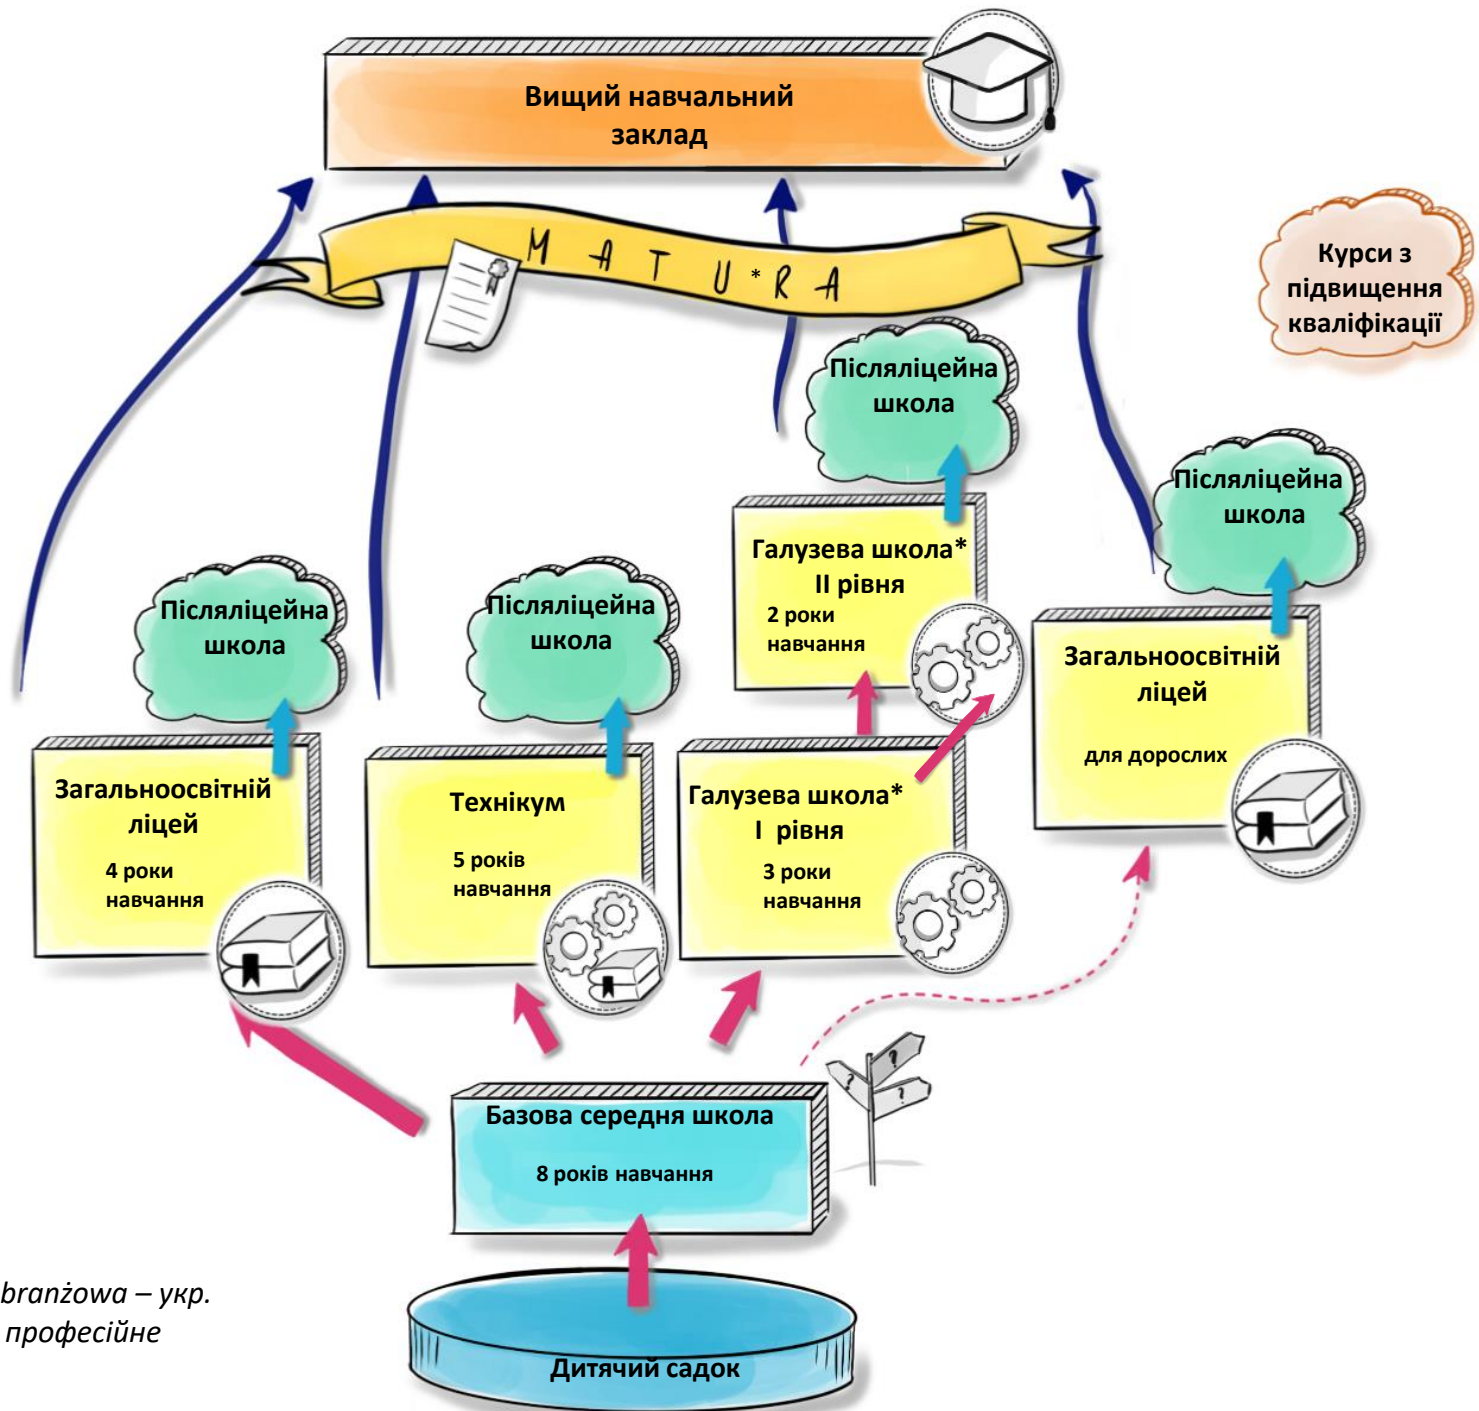 Вищий навчальний
заклад
MATU*RA
Курси з
підвищення
кваліфікації
Післяліцейна
школа
Післяліцейна
школа
Галузева школа*
II рівня
2 роки
навчання
Післяліцейна
школа
Післяліцейна
школа
Загальноосвітній
ліцей
для дорослих
Загальноосвітній
ліцей
4 роки
навчання
Технікум
5 років
навчання
Галузева школа*
I рівня
3 роки
навчання
?
?
?
Базова середня школа
8 років навчання
branżowa – укр.
професійне
Дитячий садок